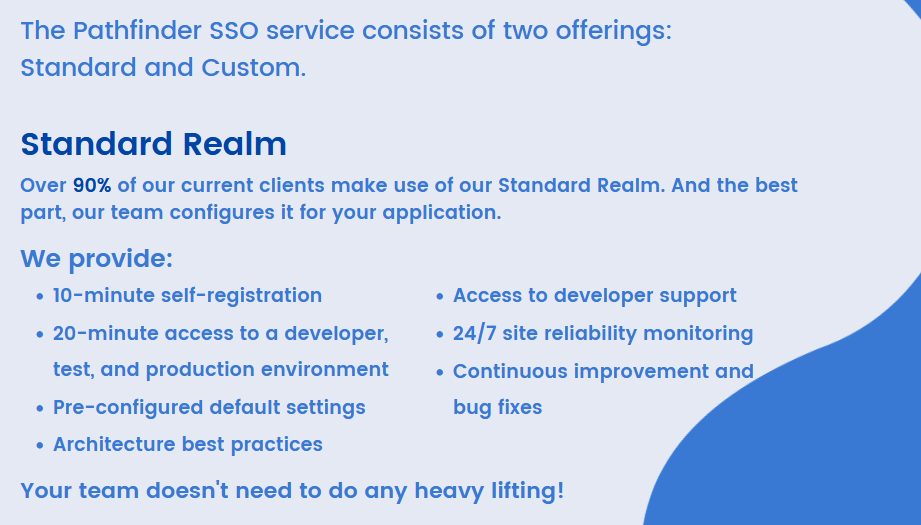 The Pathfinder SSO service consists of two offerings:
Standard and Custom.
Standard Realm
Over 90% of our current clients make use of our Standard Realm. And the best
part, our team configures it for your application.
We provide:
• 10-minute self-registration
• 20-minute access to a developer,
test, and production environment
• Pre-configured default settings
• Architecture best practices
• Access to developer support
• 24/7 site reliability monitoring
• Continuous improvement and
bug fixes
Your team doesn't need to do any heavy lifting!